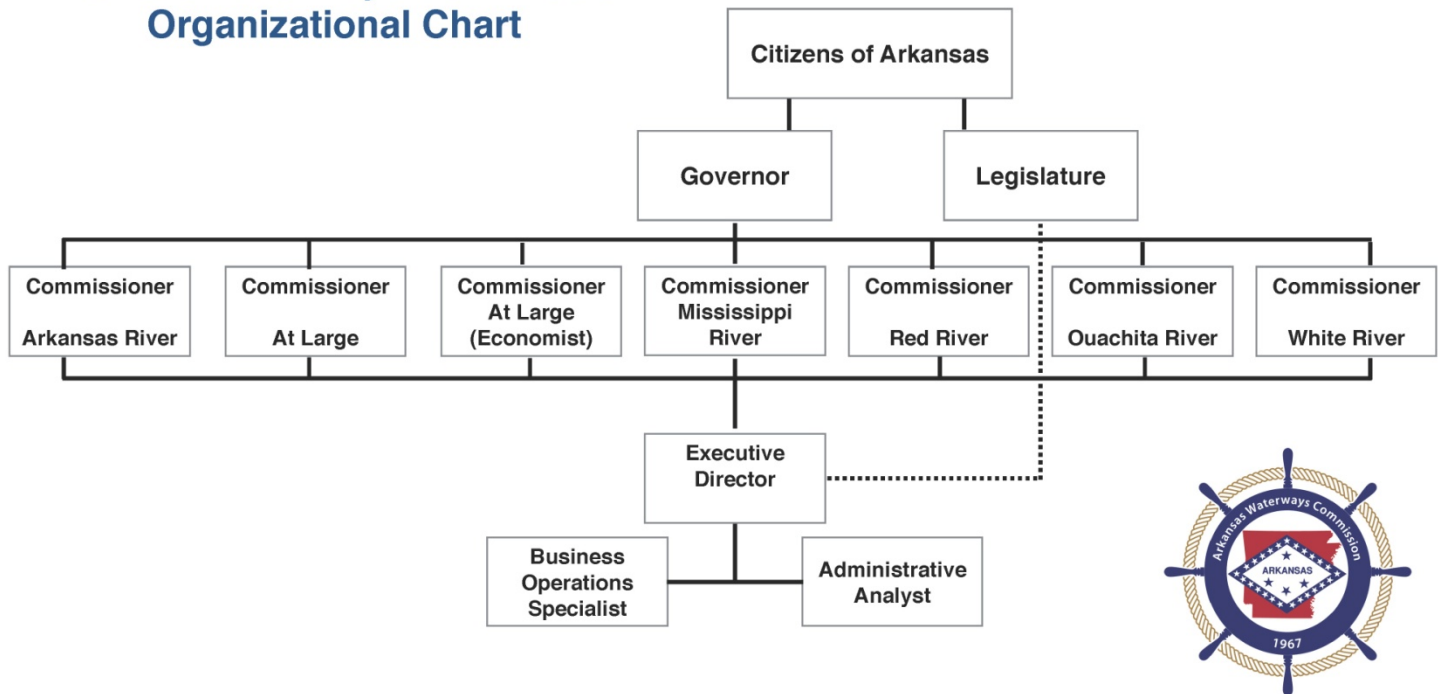 Organizational Chart
Citizens of Arkansas
Governor
Legislature
Commissioner
Arkansas River
Commissioner
At Large
Commissioner
At Large
(Economist)
Commissioner
Mississippi
River
Commissioner
Red River
Commissioner
Ouachita River
Commissioner
White River
Executive
Director
Business
Operations
Specialist
Administrative
Analyst
Arkansas Waterways Commission
ARKANSAS
1967